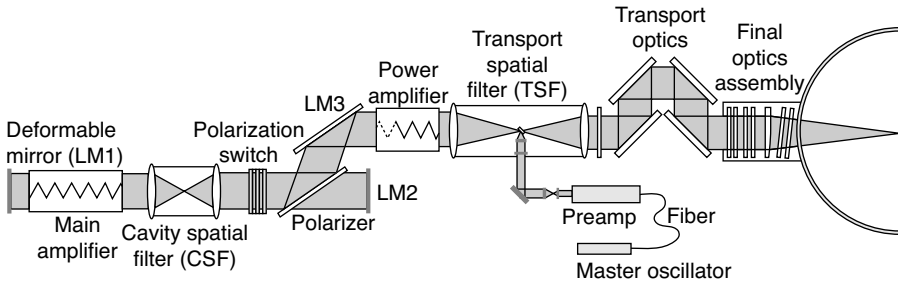 Deformable
mirror (LM1)
Main
amplifier
Cavity spatial
filter (CSF)
Polarization
switch
LM3
Polarizer
LM2
Power
amplifier
Transport
spatial
filter (TSF)
Transport
optics
Final
optics
assembly
Preamp
Fiber
Master oscillator